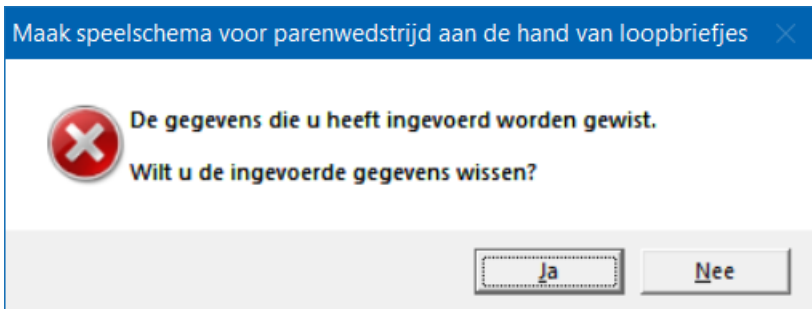 Maak speelschema voor parenwedstrijd aan de hand van loopbriefjes
De gegevens die u heeft ingevoerd worden gewist.
Wilt u de ingevoerde gegevens wissen?
Ja
Nee